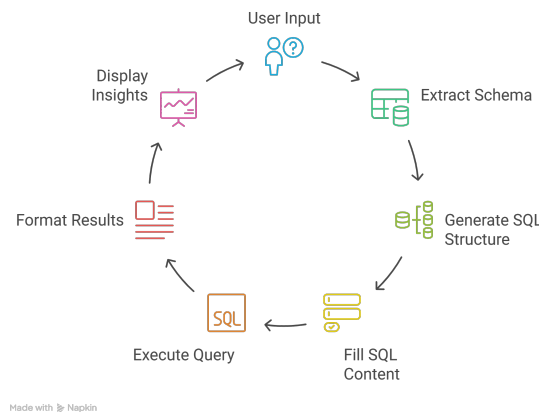 User Input
Display
Insights
Extract Schema
Format Results
Generate SQL
Structure
SQL
Execute Query
Fill SQL
Content
Made with Napkin